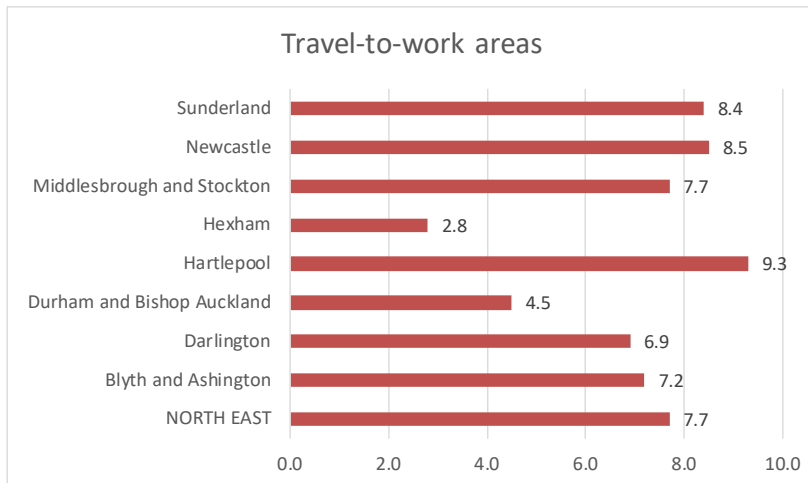 Travel-to-work areas
Sunderland 8.4
Newcastle 8.5
Middlesbrough and Stockton 7.7
Hexham 2.8
Hartlepool 9.3
Durham and Bishop Auckland 4.5
Darlington 6.9
Blyth and Ashington 7.2
NORTH EAST 7.7
0.0 2.0 4.0 6.0 8.0 10.0